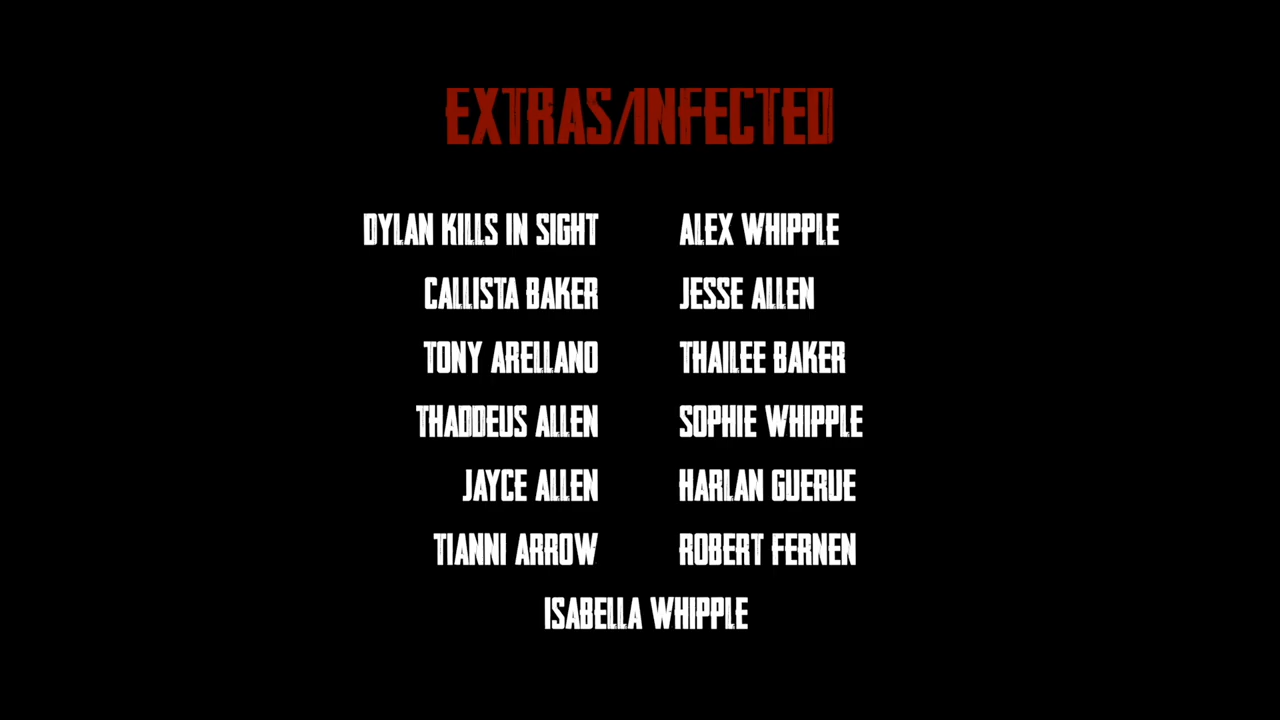 EXTRAS/INFECTED
DYLAN KILLS IN SIGHT ALEX WHIPPLE
CALLISTA BAKER JESSE ALLEN
TONY ARELLANO THAILEE BAKER
THADDEUS ALLEN SOPHIE WHIPPLE
JAYCE ALLEN HARLAN GUERUE
TIANNI ARROW ROBERT FERNEN
ISABELLA WHIPPLE